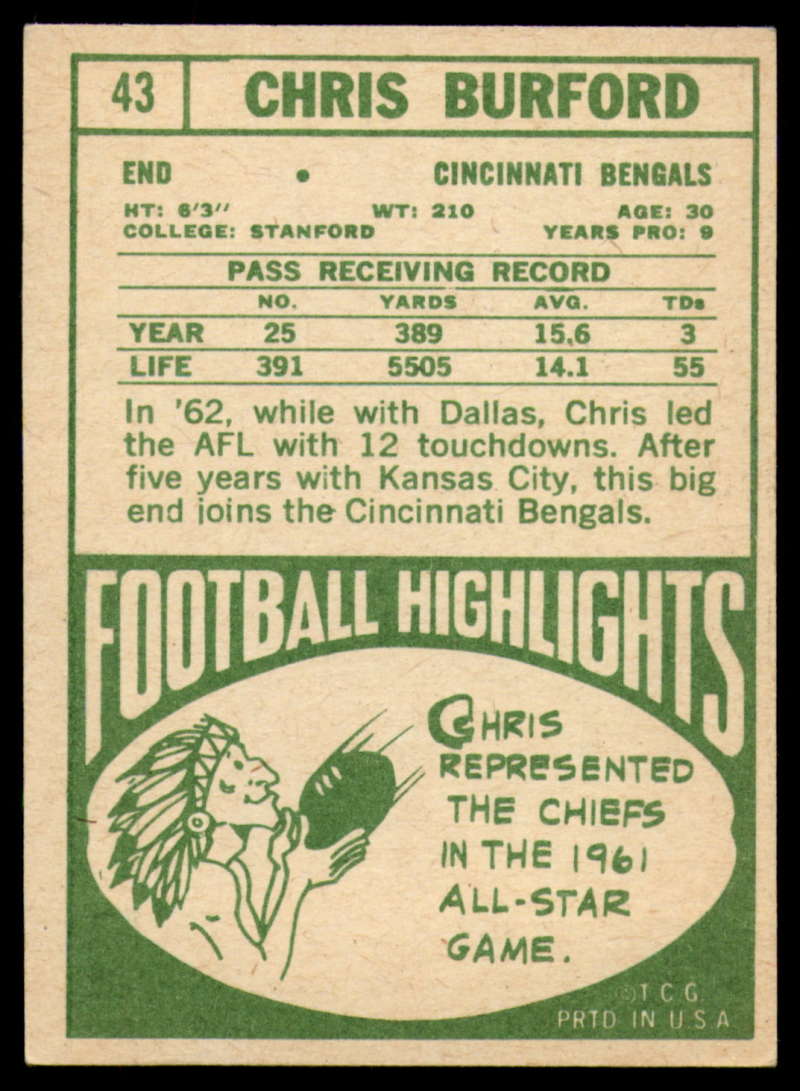 43 CHRIS BURFORD
END • CINCINNATI BENGALS
HT: 6'3" WT: 210 AGE: 30
COLLEGE: STANFORD YEARS PRO: 9
PASS RECEIVING RECORD
NO. YARDS AVG. TDs
YEAR 25 389 15.6 3
LIFE 391 5505 14.1 55
In '62, while with Dallas, Chris led
the AFL with 12 touchdowns. After
five years with Kansas City, this big
end joins the Cincinnati Bengals.
FOOTBALL HIGHLIGHTS
CHRIS
REPRESENTED
THE CHIEFS
IN THE 1961
ALL-STAR
GAME.
© T.C.G.
PRTD IN U.S.A